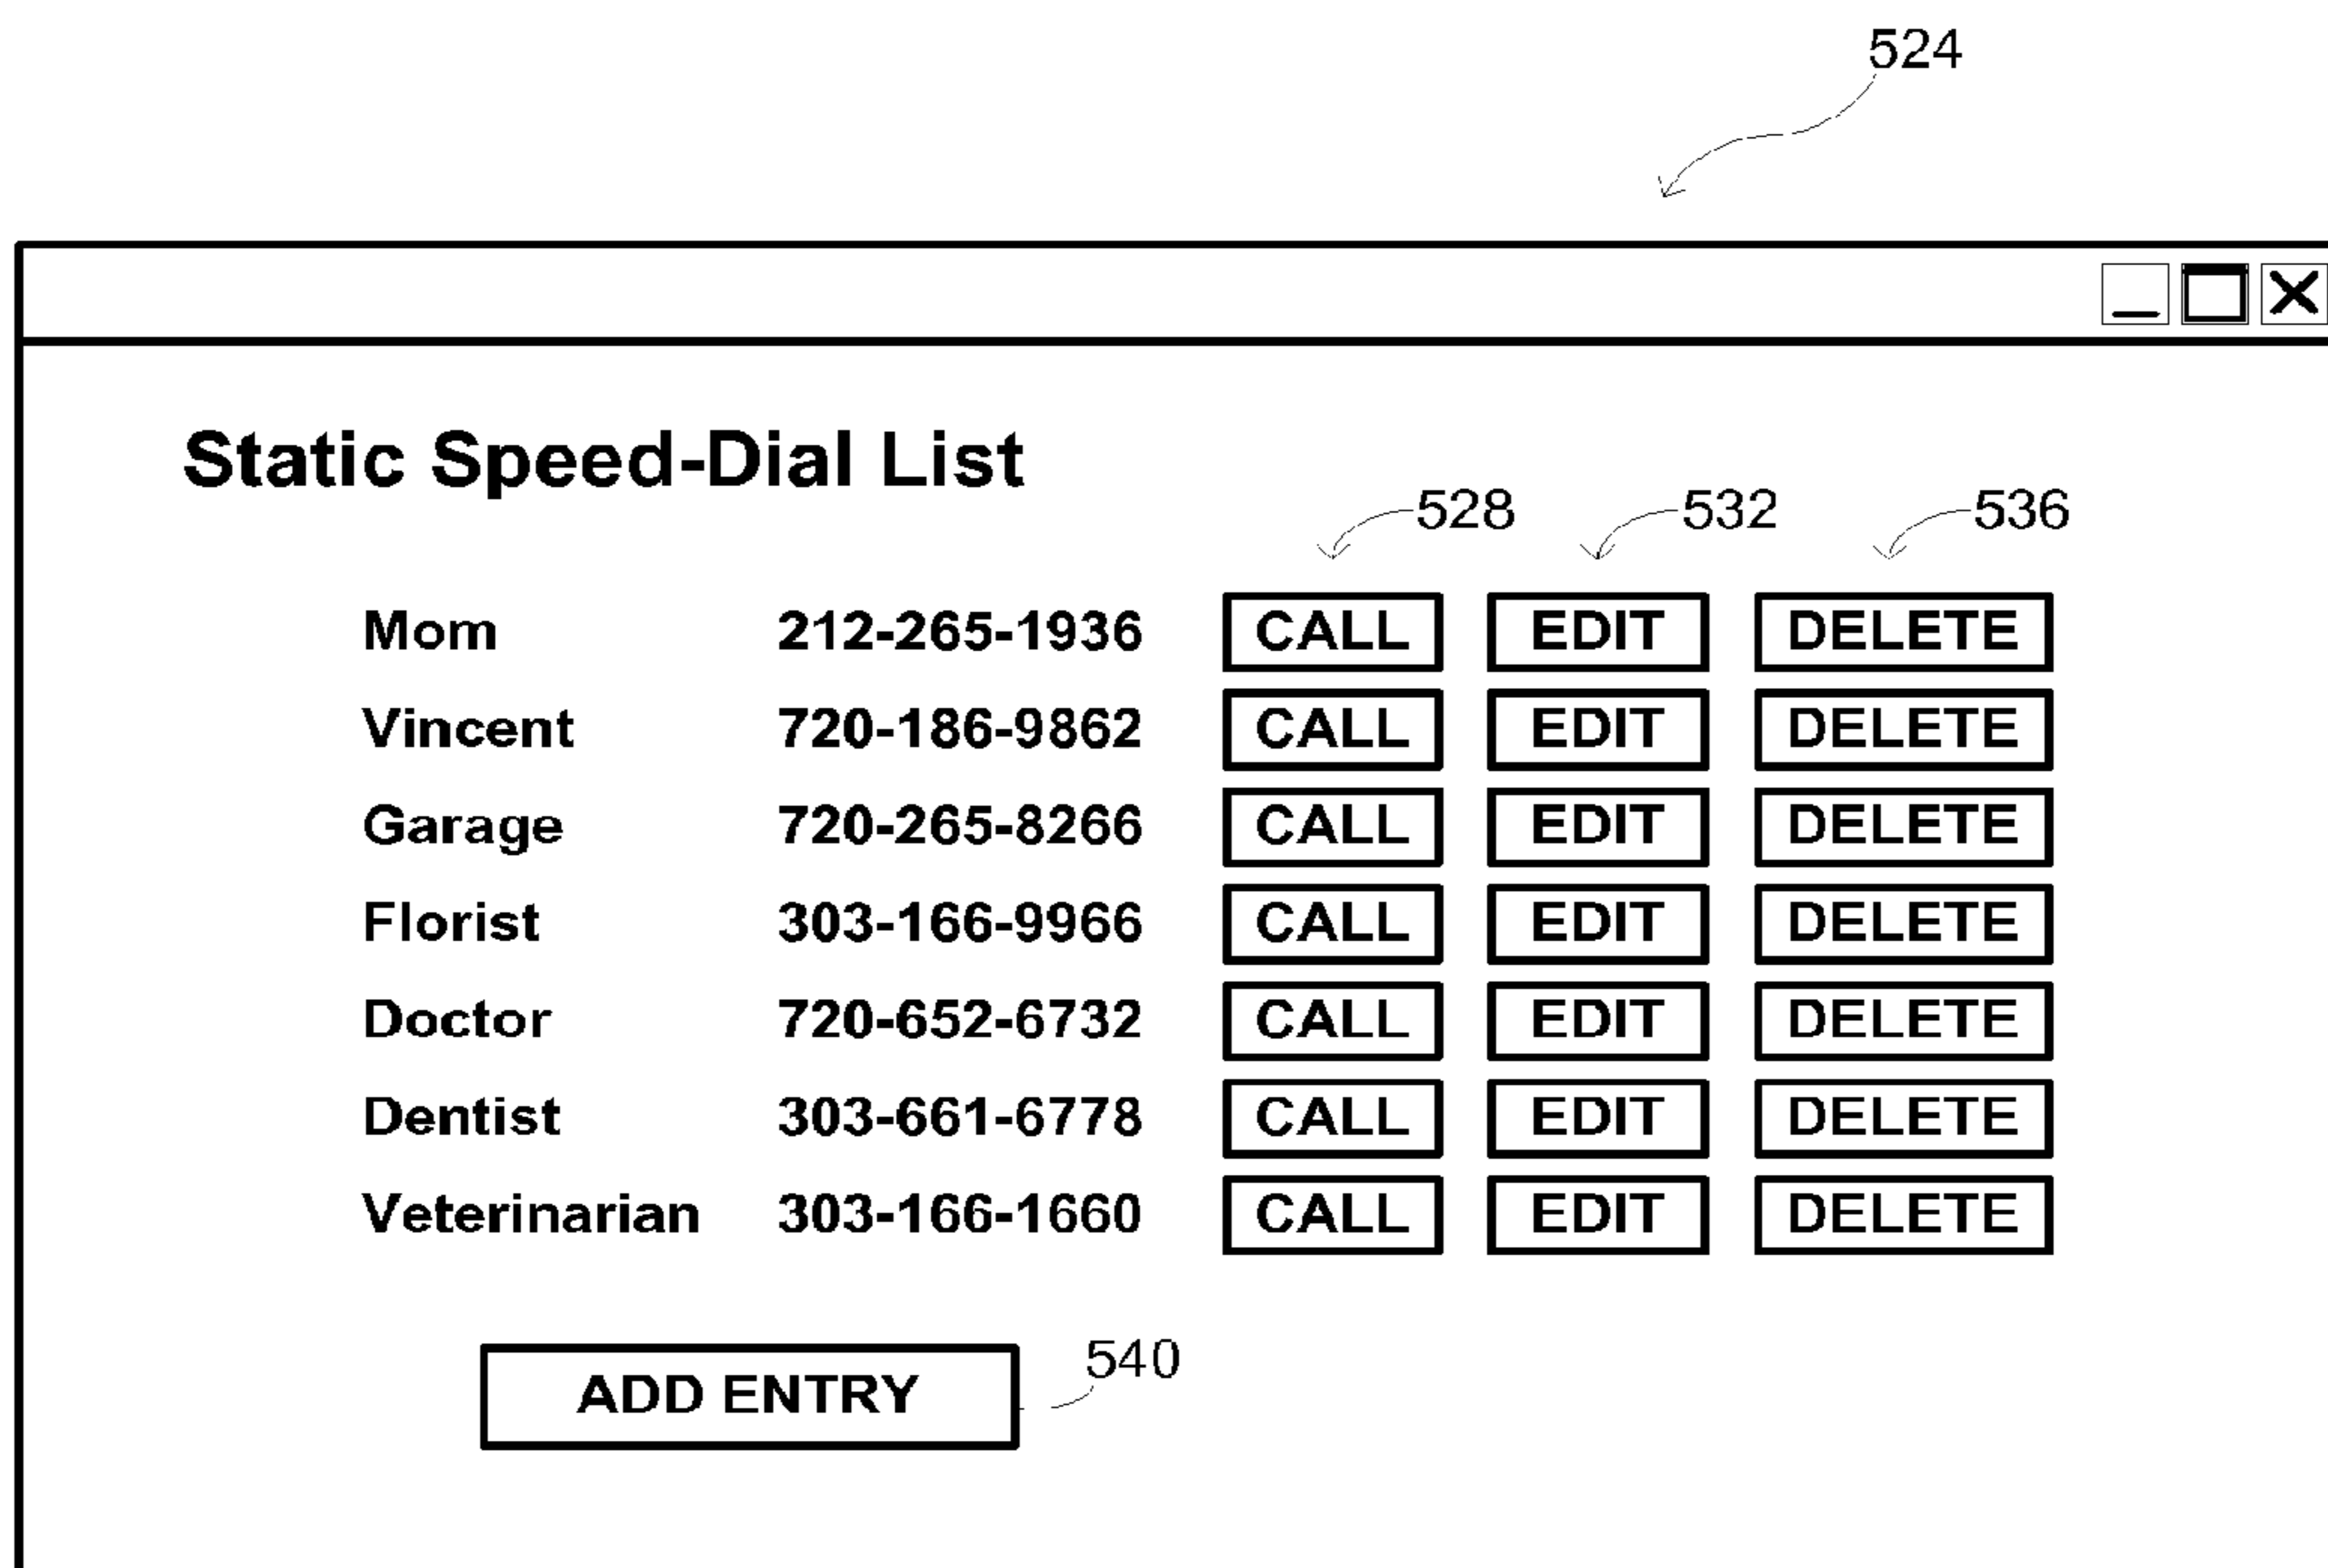 524
Static Speed-Dial List
528 532 536
Mom 212-265-1936 CALL EDIT DELETE
Vincent 720-186-9862 CALL EDIT DELETE
Garage 720-265-8266 CALL EDIT DELETE
Florist 303-166-9966 CALL EDIT DELETE
Doctor 720-652-6732 CALL EDIT DELETE
Dentist 303-661-6778 CALL EDIT DELETE
Veterinarian 303-166-1660 CALL EDIT DELETE
540
ADD ENTRY